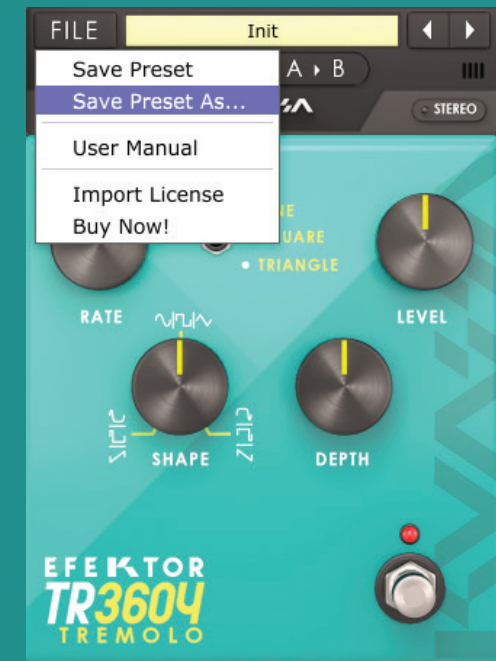 FILE
Init
Save Preset
Save Preset As...
User Manual
Import License
Buy Now!
A B
STEREO
TRIANGLE
RATE
LEVEL
SHAPE
DEPTH
EFEKTOR
TR3604
TREMOLO